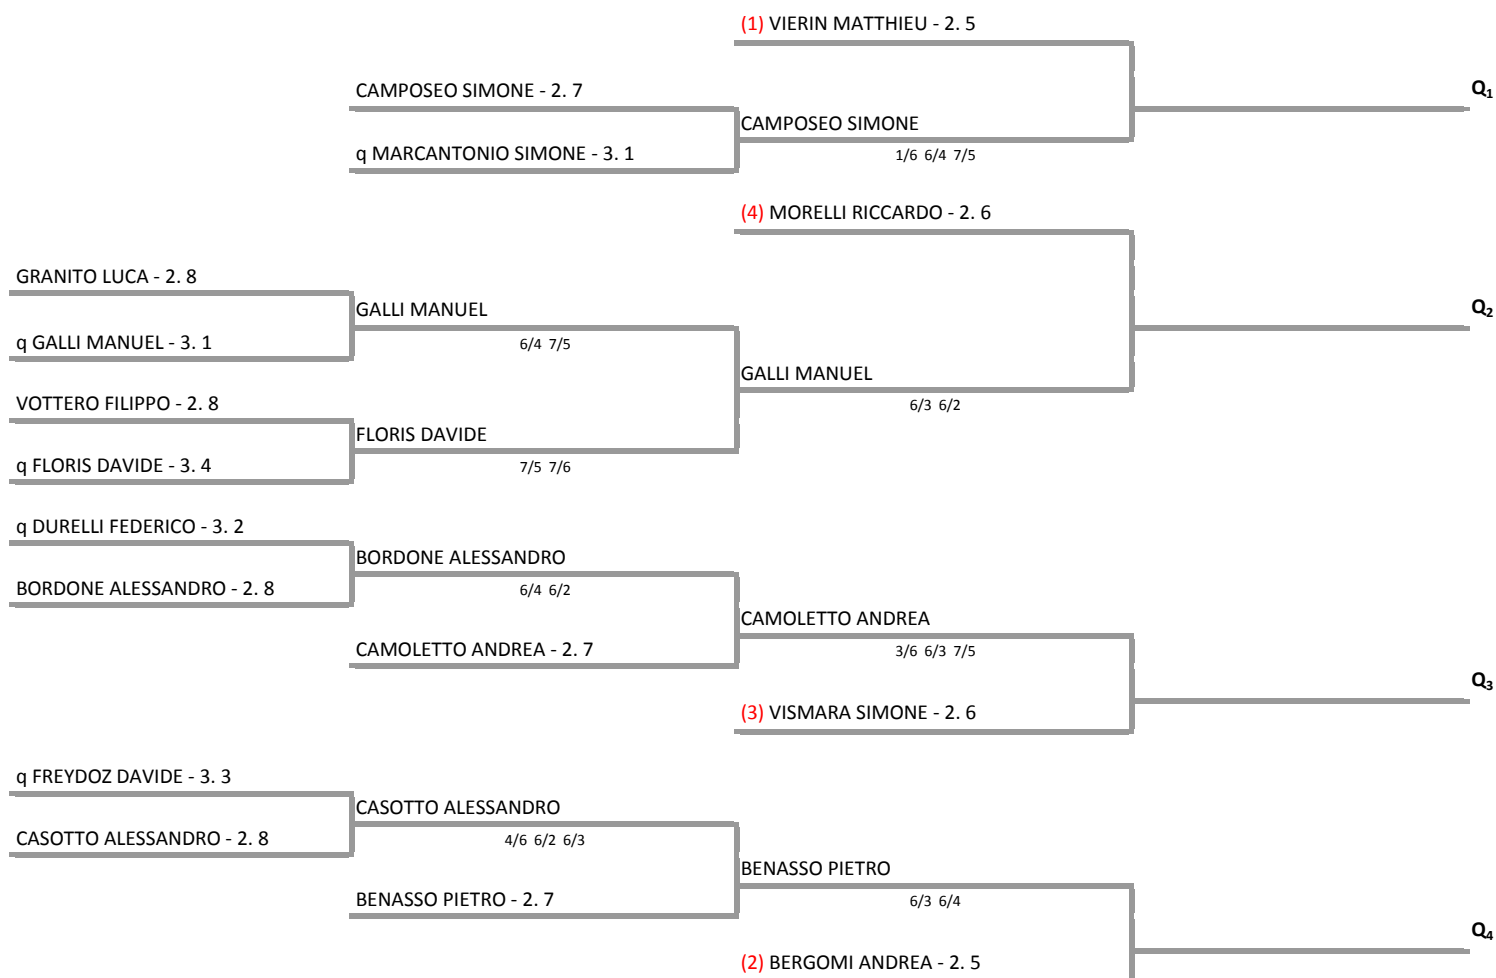 (1) VIERIN MATTHIEU - 2. 5
CAMPOSEO SIMONE - 2. 7
Q1
CAMPOSEO SIMONE
q MARCANTONIO SIMONE - 3. 1
1/6 6/4 7/5
(4) MORELLI RICCARDO - 2. 6
GRANITO LUCA - 2. 8
GALLI MANUEL
Q2
q GALLI MANUEL - 3. 1
6/4 7/5
GALLI MANUEL
VOTTERO FILIPPO - 2. 8
6/3 6/2
FLORIS DAVIDE
q FLORIS DAVIDE - 3. 4
7/5 7/6
q DURELLI FEDERICO - 3. 2
BORDONE ALESSANDRO
BORDONE ALESSANDRO - 2. 8
6/4 6/2
CAMOLETTO ANDREA
CAMOLETTO ANDREA - 2. 7
3/6 6/3 7/5
Q3
(3) VISMARA SIMONE - 2. 6
q FREYDOZ DAVIDE - 3. 3
CASOTTO ALESSANDRO
CASOTTO ALESSANDRO - 2. 8
4/6 6/2 6/3
BENASSO PIETRO
BENASSO PIETRO - 2. 7
6/3 6/4
Q4
(2) BERGOMI ANDREA - 2. 5